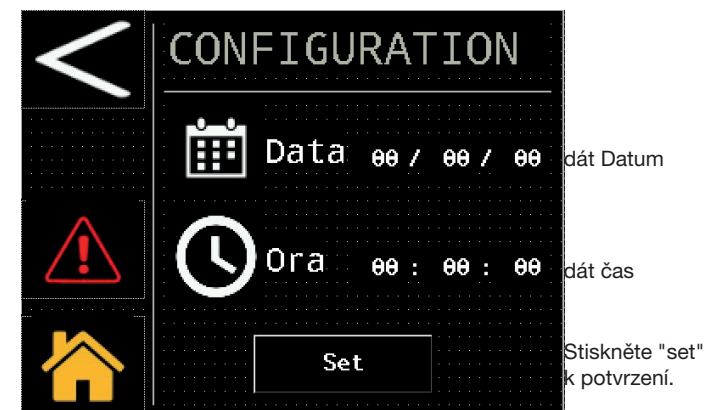 CONFIGURATION
Data 00 / 00 / 00 dát Datum
Ora 00 : 00 : 00 dát čas
Set
Stiskněte "set"
k potvrzení.